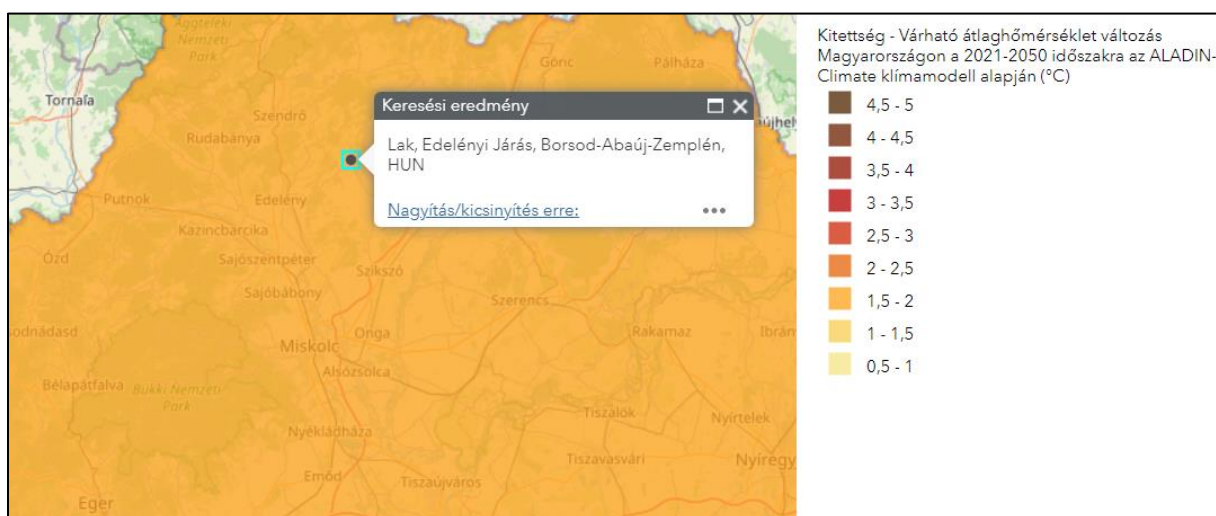 Aggteleki
Nemzeti
Park
Gönc
Pálháza
Tornaľa
Szendrő
Rudabánya
Keresési eredmény
újhely
Lak, Edelényi Járás, Borsod-Abaúj-Zemplén,
HUN
Nagyítás/kicsinyítés erre:
Putnok
Edelény
Kazincbarcika
Ózd
Sajószentpéter
Szikszó
Sajóbábony
Szerencs
odnádasd
Onga
Rakamaz
Ibrán
Miskolc
Alsózsolca
Bélapátfalva
Bükki Nemzeti
Park
Tiszalök
Nyírtelek
Nyékládháza
Tiszavasvári
Nyíregy
Emőd
Tiszaújváros
Eger
Kitettség - Várható átlaghőmérséklet változás
Magyarországon a 2021-2050 időszakra az ALADIN-
Climate klímamodell alapján (°C)
4,5 - 5
4 - 4,5
3,5 - 4
3 - 3,5
2,5 - 3
2 - 2,5
1,5 - 2
1 - 1,5
0,5 - 1